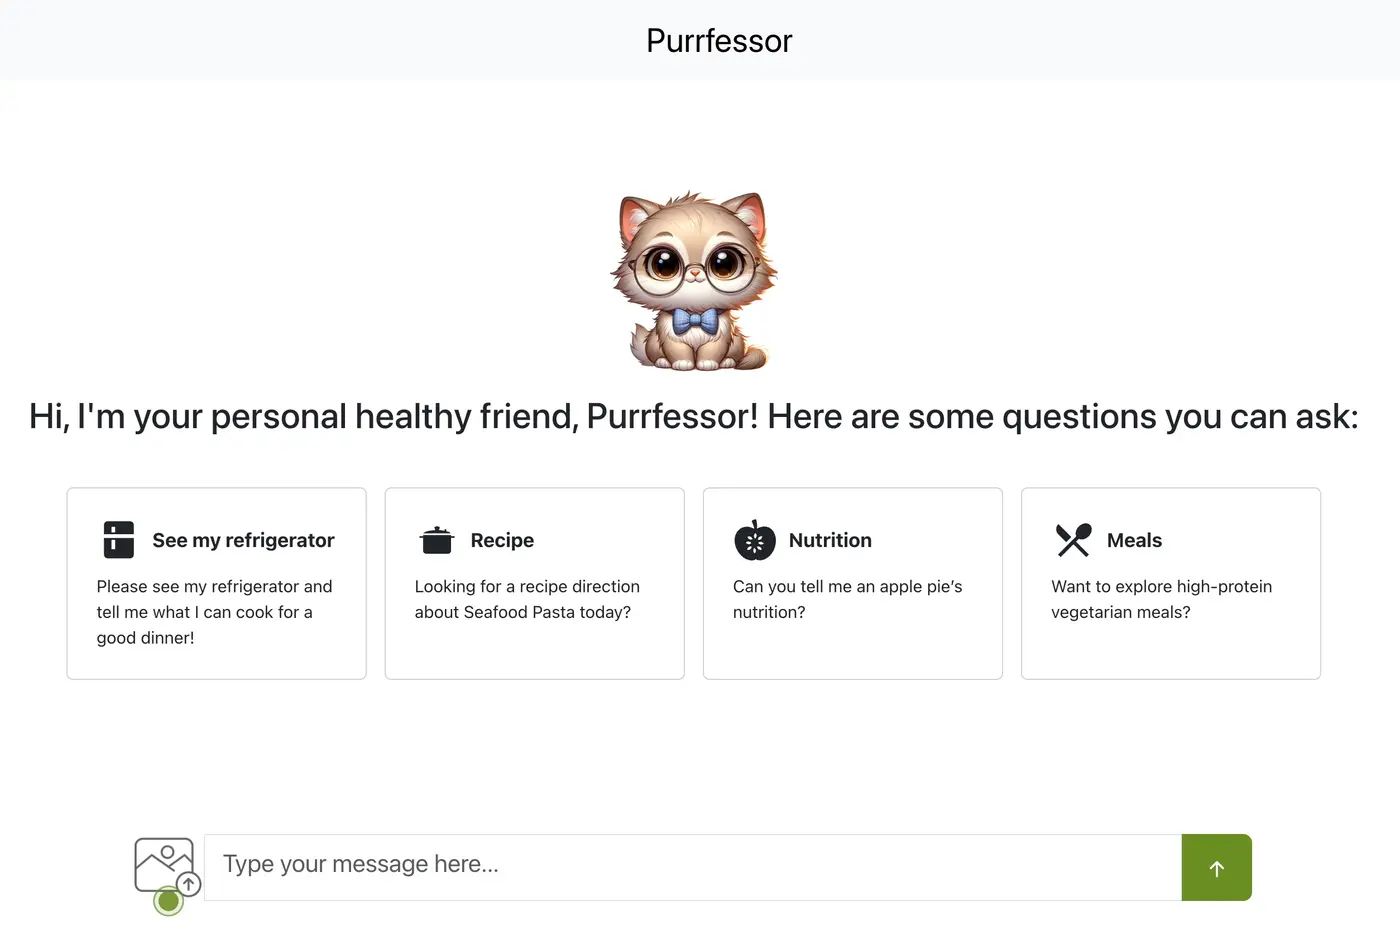 Purrfessor
Hi, I'm your personal healthy friend, Purrfessor! Here are some questions you can ask:
See my refrigerator
Please see my refrigerator and
tell me what I can cook for a
good dinner!
Recipe
Looking for a recipe direction
about Seafood Pasta today?
Nutrition
Can you tell me an apple pie’s
nutrition?
Meals
Want to explore high-protein
vegetarian meals?
Type your message here...